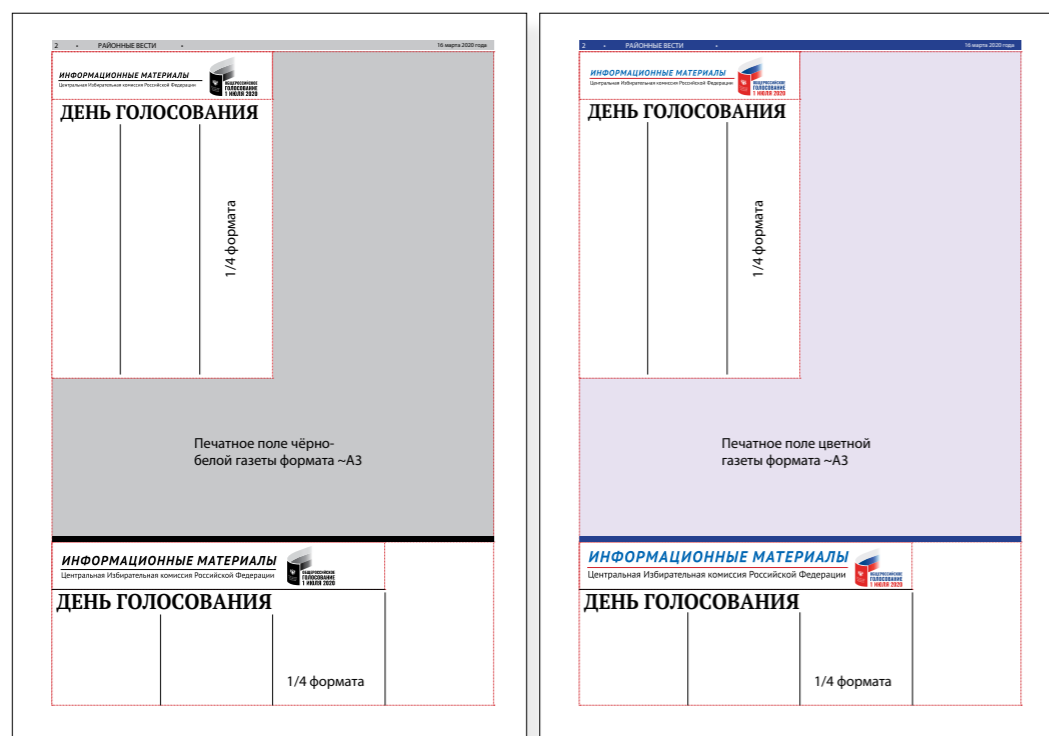 2 • РАЙОННЫЕ ВЕСТИ • 16 марта 2020 года
ИНФОРМАЦИОННЫЕ МАТЕРИАЛЫ
Центральная Избирательная комиссия Российской Федерации
ОБЩЕРОССИЙСКОЕ
ГОЛОСОВАНИЕ
1 ИЮЛЯ 2020
ДЕНЬ ГОЛОСОВАНИЯ
1/4 формата
Печатное поле чёрно-
белой газеты формата ~А3
ИНФОРМАЦИОННЫЕ МАТЕРИАЛЫ
Центральная Избирательная комиссия Российской Федерации
ОБЩЕРОССИЙСКОЕ
ГОЛОСОВАНИЕ
1 ИЮЛЯ 2020
ДЕНЬ ГОЛОСОВАНИЯ
1/4 формата
2 • РАЙОННЫЕ ВЕСТИ • 16 марта 2020 года
ИНФОРМАЦИОННЫЕ МАТЕРИАЛЫ
Центральная Избирательная комиссия Российской Федерации
ОБЩЕРОССИЙСКОЕ
ГОЛОСОВАНИЕ
1 ИЮЛЯ 2020
ДЕНЬ ГОЛОСОВАНИЯ
1/4 формата
Печатное поле цветной
газеты формата ~А3
ИНФОРМАЦИОННЫЕ МАТЕРИАЛЫ
Центральная Избирательная комиссия Российской Федерации
ОБЩЕРОССИЙСКОЕ
ГОЛОСОВАНИЕ
1 ИЮЛЯ 2020
ДЕНЬ ГОЛОСОВАНИЯ
1/4 формата